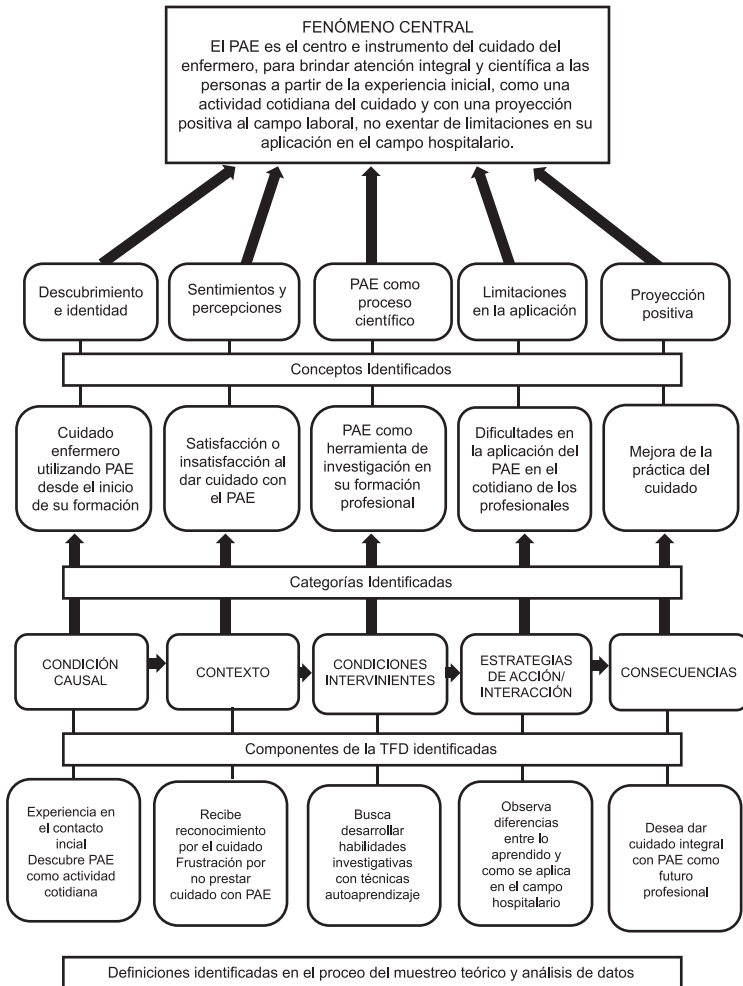 FENÓMENO CENTRAL
El PAE es el centro e instrumento del cuidado del
enfermero, para brindar atención integral y científica a las
personas a partir de la experiencia inicial, como una
actividad cotidiana del cuidado y con una proyección
positiva al campo laboral, no exentar de limitaciones en su
aplicación en el campo hospitalario.
Descubrimiento
e identidad
Sentimientos y
percepciones
PAE como
proceso
científico
Limitaciones
en la aplicación
Proyección
positiva
Conceptos Identificados
Cuidado
enfermero
utilizando PAE
desde el inicio
de su formación
Satisfacción o
insatisfacción al
dar cuidado con
el PAE
PAE como
herramienta de
investigación en
su formación
profesional
Dificultades en
la aplicación del
PAE en el
cotidiano de los
profesionales
Mejora de la
práctica del
cuidado
Categorías Identificadas
CONDICIÓN
CAUSAL
CONTEXTO
CONDICIONES
INTERVINIENTES
ESTRATEGIAS
DE ACCIÓN/
INTERACCIÓN
CONSECUENCIAS
Componentes de la TFD identificadas
Experiencia en
el contacto
incial
Descubre PAE
como actividad
cotidiana
Recibe
reconocimiento
por el cuidado
Frustración por
no prestar
cuidado con PAE
Busca
desarrollar
habilidades
investigativas
con técnicas
autoaprendizaje
Observa
diferencias
entre lo
aprendido y
como se aplica
en el campo
hospitalario
Desea dar
cuidado integral
con PAE como
futuro
profesional
Definiciones identificadas en el proceo del muestreo teórico y análisis de datos